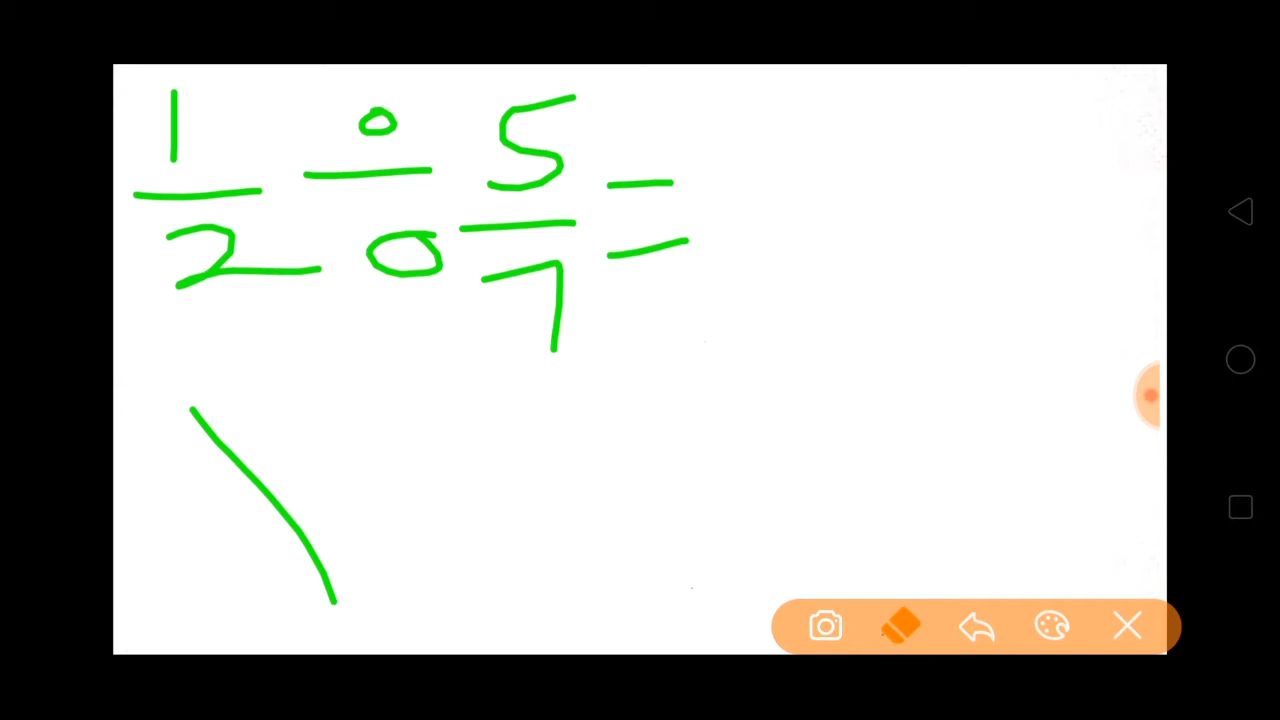 1/2 ÷ 5/7 =